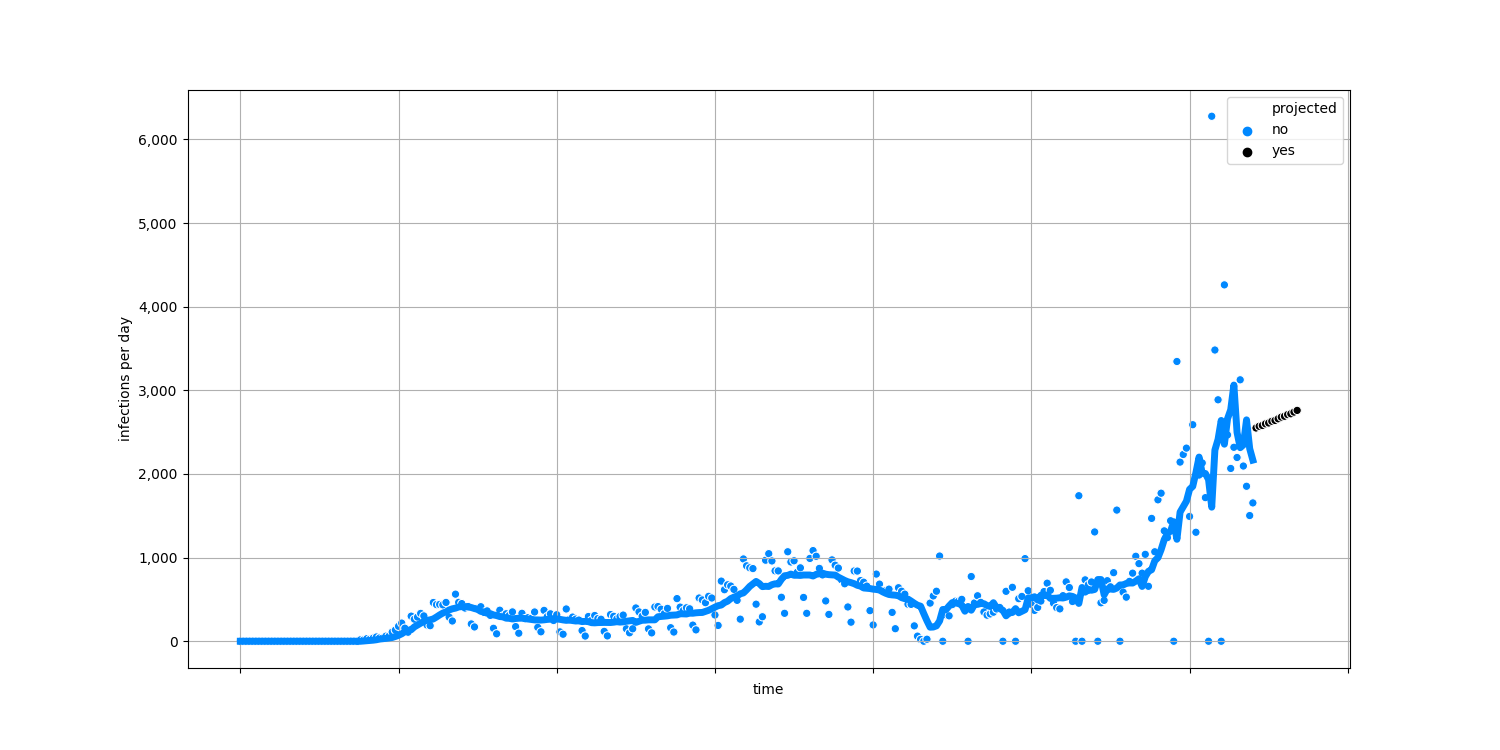 projected
no
yes
6,000
5,000
4,000
3,000
2,000
1,000
0
infections per day
time